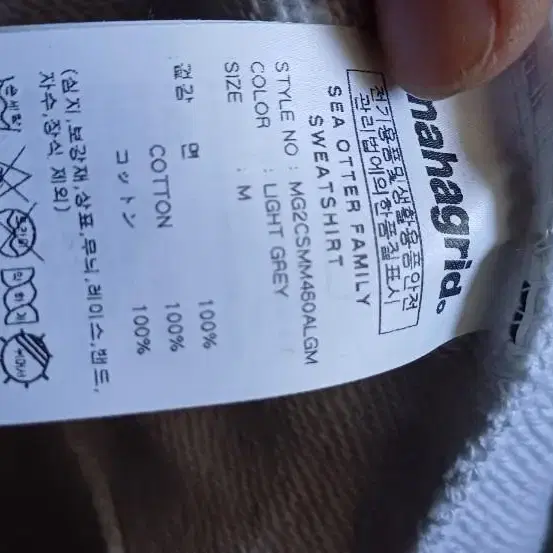 mahagrid.
전기용품및생활용품안전
관리법에의한품질표시
SEA OTTER FAMILY
SWEATSHIRT
STYLE NO : MG2CSMM460ALGM
COLOR : LIGHT GREY
SIZE : M
겉감 면 100%
COTTON 100%
コットン 100%
(심지,보강재,상표,무늬,레이스,밴드,
자수,장식 제외)
손세탁